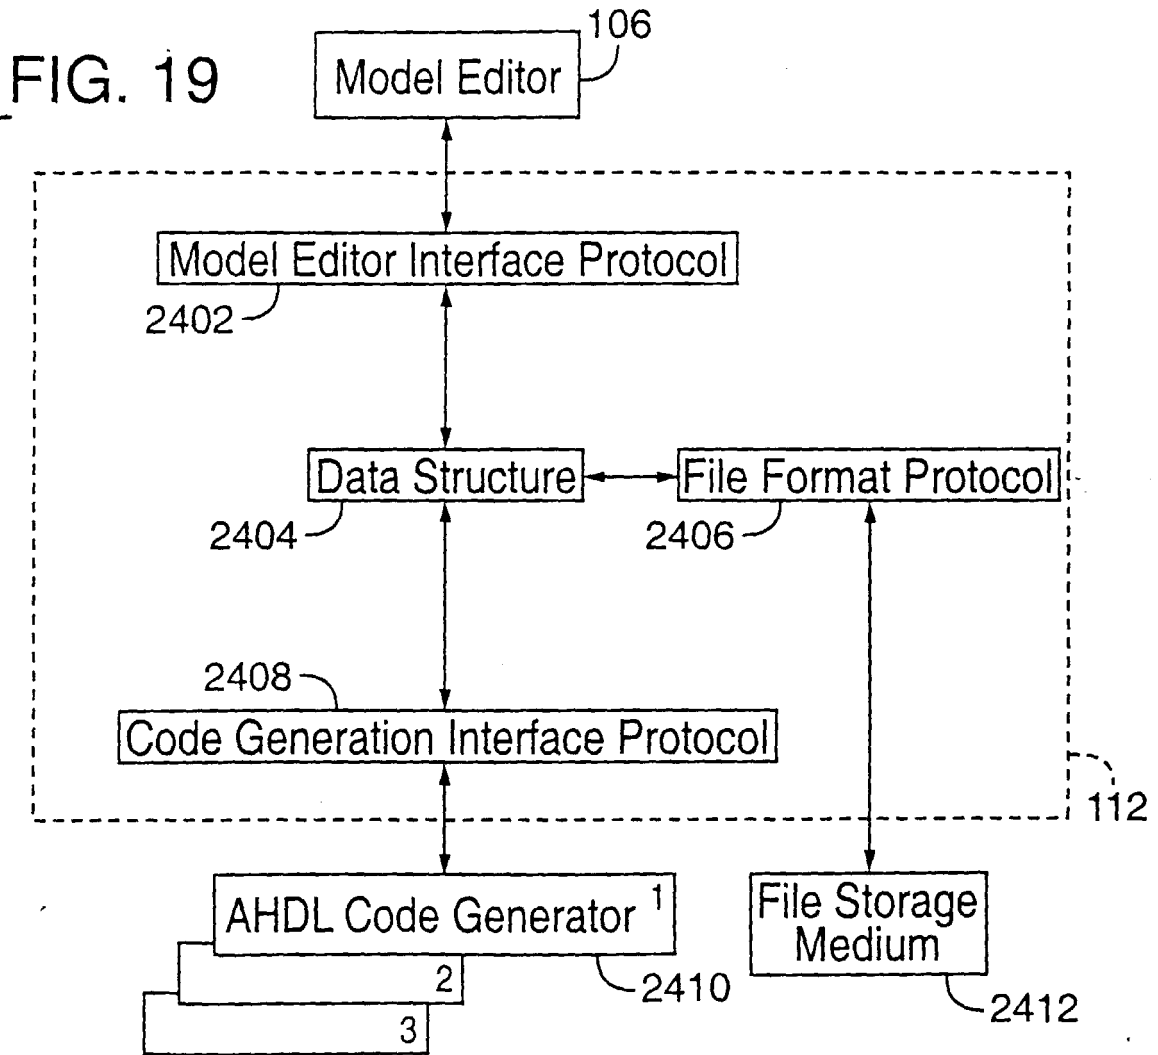 FIG. 19
106
Model Editor
Model Editor Interface Protocol
2402
Data Structure
File Format Protocol
2404
2406
2408
Code Generation Interface Protocol
112
AHDL Code Generator 1
File Storage
Medium
2
2410
2412
3